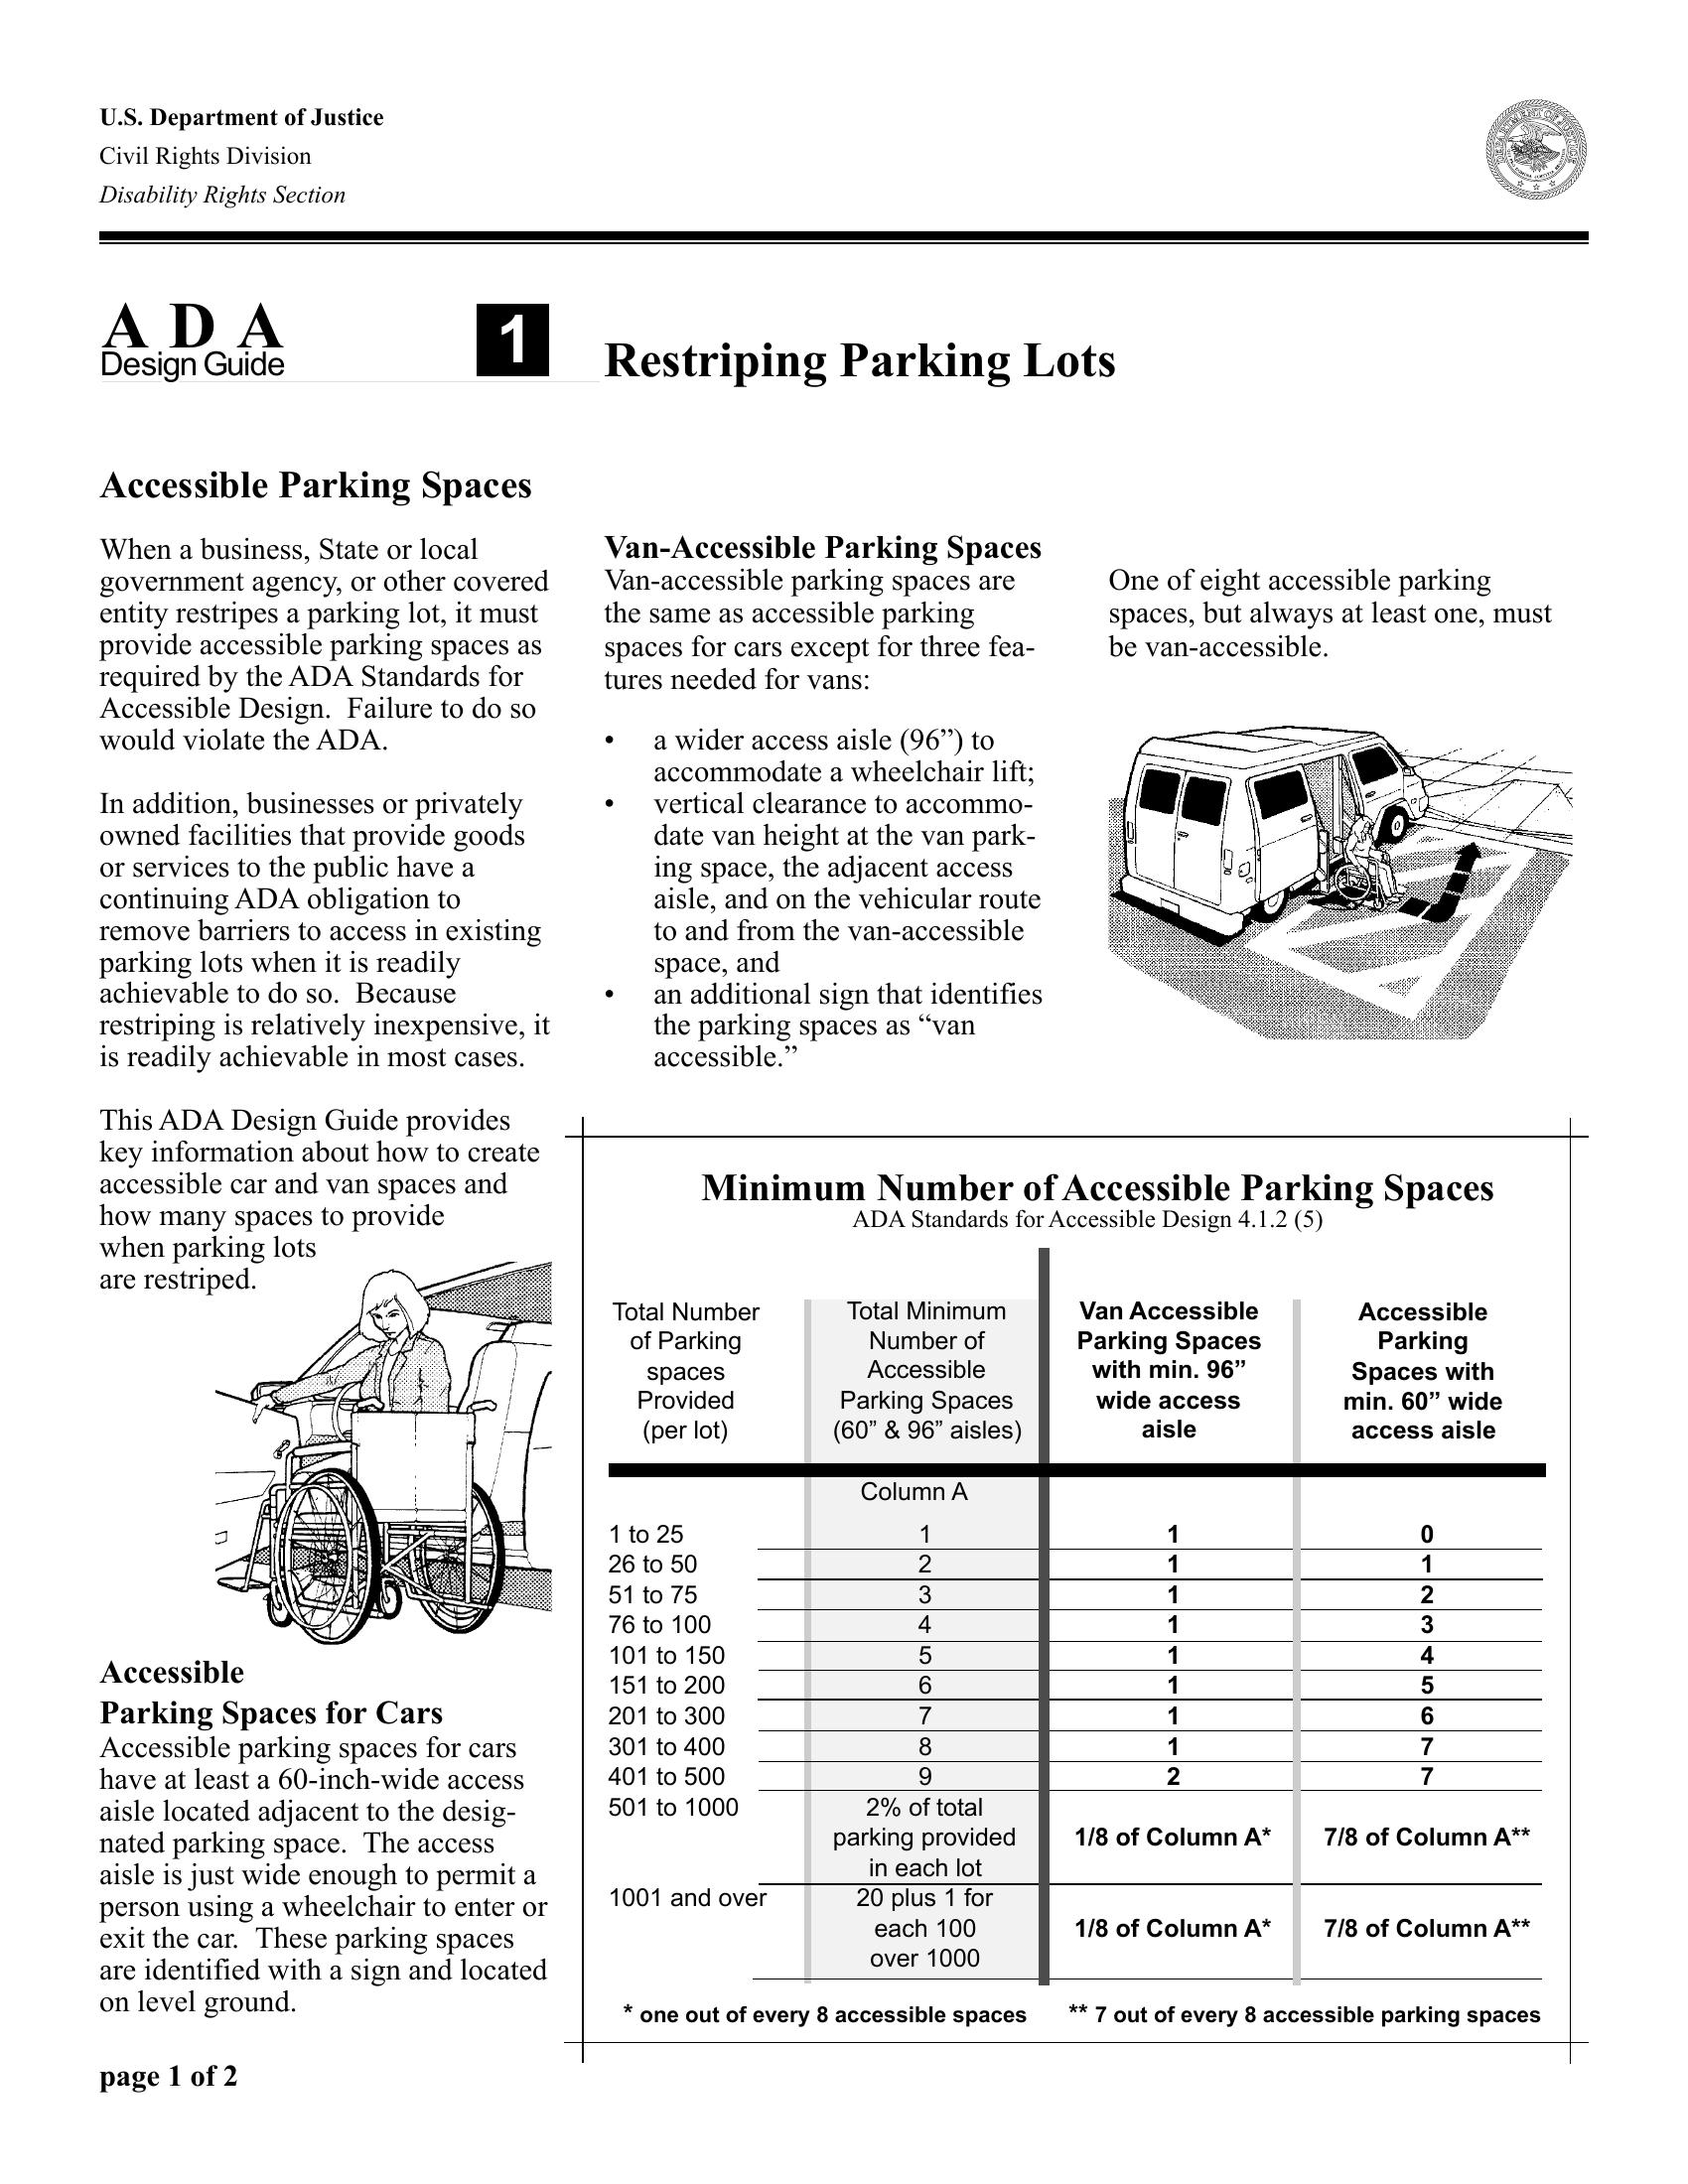 U.S. Department of Justice
Civil Rights Division
Disability Rights Section
DEPARTMENT OF JUSTICE
A D A
Design Guide
1
Restriping Parking Lots
Accessible Parking Spaces
When a business, State or local
government agency, or other covered
entity restripes a parking lot, it must
provide accessible parking spaces as
required by the ADA Standards for
Accessible Design.  Failure to do so
would violate the ADA.
In addition, businesses or privately
owned facilities that provide goods
or services to the public have a
continuing ADA obligation to
remove barriers to access in existing
parking lots when it is readily
achievable to do so.  Because
restriping is relatively inexpensive, it
is readily achievable in most cases.
This ADA Design Guide provides
key information about how to create
accessible car and van spaces and
how many spaces to provide
when parking lots
are restriped.
Accessible
Parking Spaces for Cars
Accessible parking spaces for cars
have at least a 60-inch-wide access
aisle located adjacent to the desig-
nated parking space.  The access
aisle is just wide enough to permit a
person using a wheelchair to enter or
exit the car.  These parking spaces
are identified with a sign and located
on level ground.
Van-Accessible Parking Spaces
Van-accessible parking spaces are
the same as accessible parking
spaces for cars except for three fea-
tures needed for vans:
• a wider access aisle (96”) to
accommodate a wheelchair lift;
• vertical clearance to accommo-
date van height at the van park-
ing space, the adjacent access
aisle, and on the vehicular route
to and from the van-accessible
space, and
• an additional sign that identifies
the parking spaces as “van
accessible.”
One of eight accessible parking
spaces, but always at least one, must
be van-accessible.
Minimum Number of Accessible Parking Spaces
ADA Standards for Accessible Design 4.1.2 (5)
Total Number
of Parking
spaces
Provided
(per lot)
Total Minimum
Number of
Accessible
Parking Spaces
(60” & 96” aisles)
Van Accessible
Parking Spaces
with min. 96”
wide access
aisle
Accessible
Parking
Spaces with
min. 60” wide
access aisle
Column A
1 to 25 1 1 0
26 to 50 2 1 1
51 to 75 3 1 2
76 to 100 4 1 3
101 to 150 5 1 4
151 to 200 6 1 5
201 to 300 7 1 6
301 to 400 8 1 7
401 to 500 9 2 7
501 to 1000 2% of total
parking provided 1/8 of Column A* 7/8 of Column A**
in each lot
1001 and over 20 plus 1 for
each 100 1/8 of Column A* 7/8 of Column A**
over 1000
* one out of every 8 accessible spaces ** 7 out of every 8 accessible parking spaces
page 1 of 2